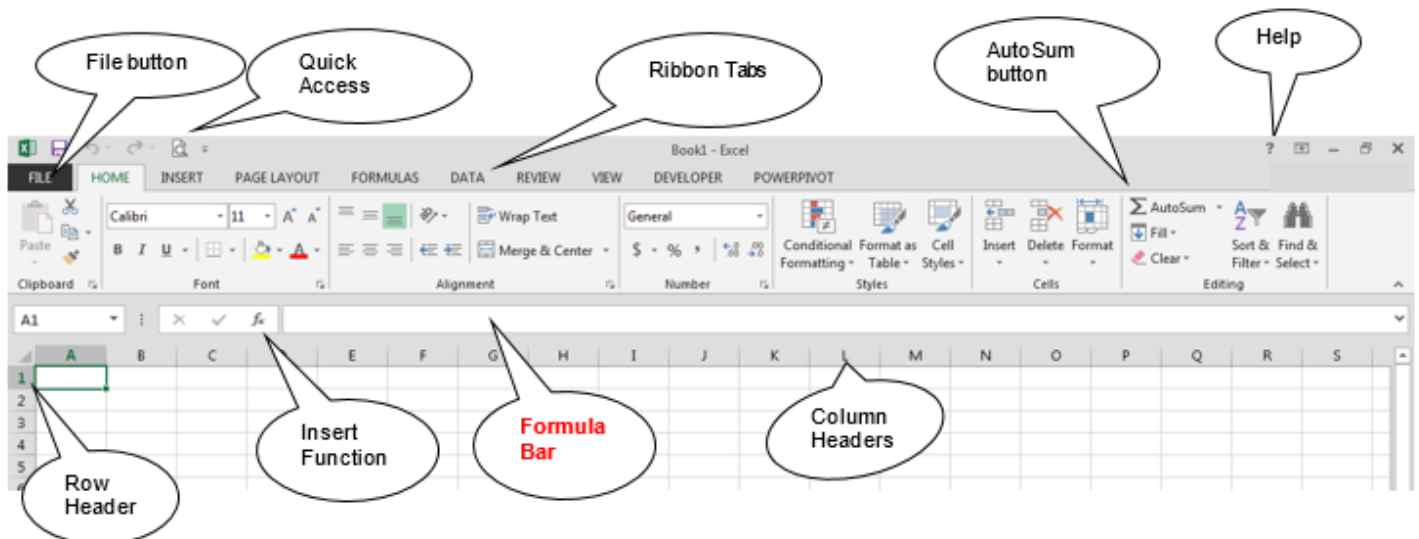 File button
Quick
Access
Ribbon Tabs
AutoSum
button
Help
Book1 - Excel
?
FILE HOME INSERT PAGE LAYOUT FORMULAS DATA REVIEW VIEW DEVELOPER POWERPIVOT
Calibri 11 A A Wrap Text General AutoSum
Paste Fill
B I U A Merge & Center $ % , Conditional Format as Cell Insert Delete Format Sort & Find &
Formatting Table Styles Clear Filter Select
Clipboard Font Alignment Number Styles Cells Editing
A1 fx
A B C E F G H I J K L M N O P Q R S
1
2
3
4
5
Insert
Function
Formula
Bar
Column
Headers
Row
Header